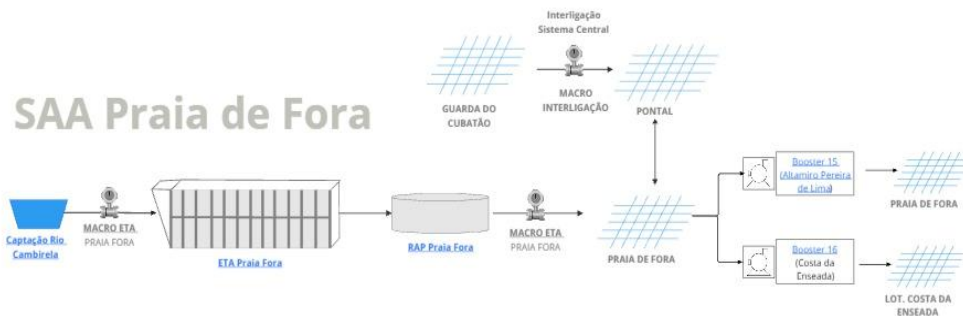 Interligação
Sistema Central
GUARDA DO
CUBATÃO
MACRO
INTERLIGAÇÃO
PONTAL
SAA Praia de Fora
Captação Rio
Cambirela
MACRO ETA
PRAIA FORA
ETA Praia Fora
RAP Praia Fora
MACRO ETA
PRAIA FORA
PRAIA DE FORA
Booster 15
(Altamiro Pereira
de Lima)
PRAIA DE FORA
Booster 16
(Costa da
Enseada)
LOT. COSTA DA
ENSEADA